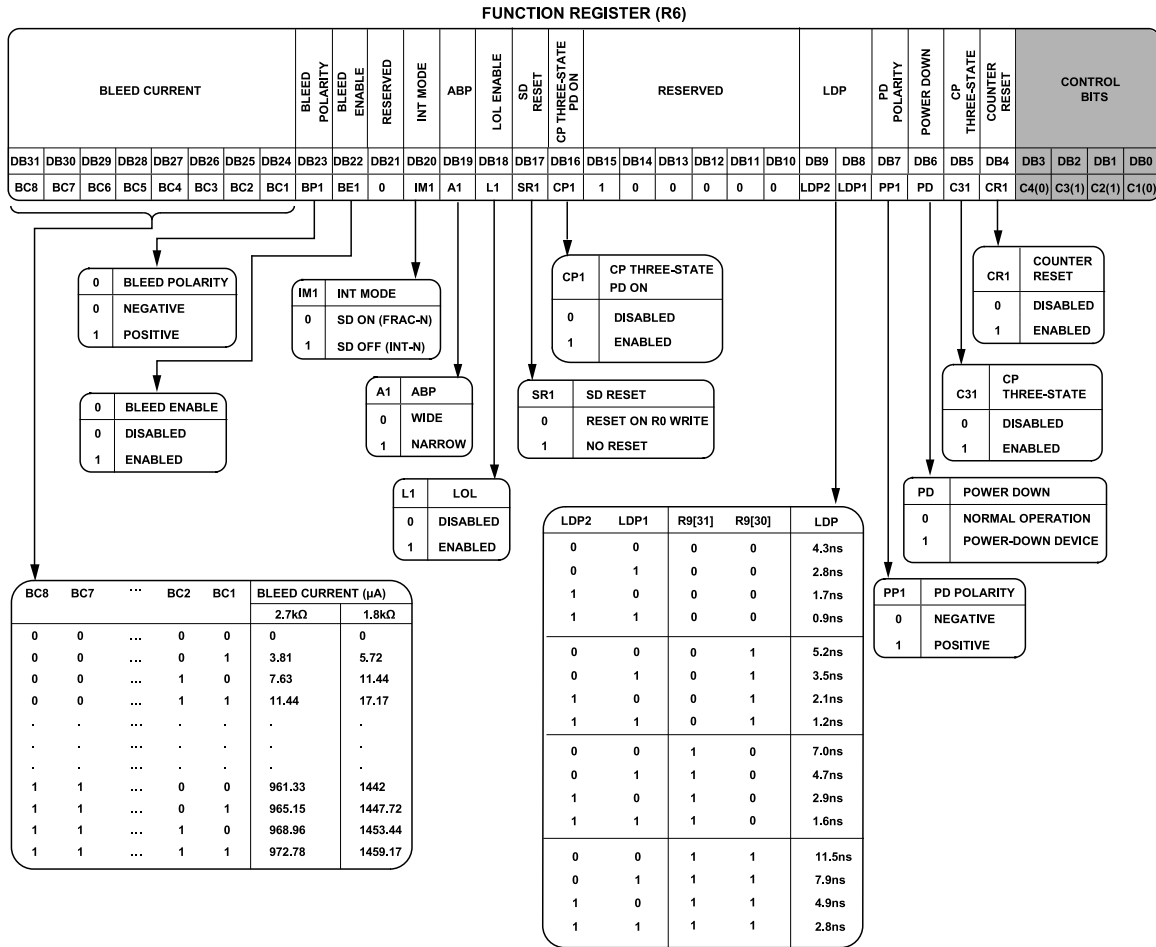 FUNCTION REGISTER (R6)
BLEED CURRENT
BLEED
POLARITY
BLEED
ENABLE
RESERVED
INT MODE
ABP
LOL ENABLE
SD
RESET
CP THREE-STATE
PD ON
RESERVED
LDP
PD
POLARITY
POWER DOWN
CP
THREE-STATE
COUNTER
RESET
CONTROL
BITS
DB31 DB30 DB29 DB28 DB27 DB26 DB25 DB24 DB23 DB22 DB21 DB20 DB19 DB18 DB17 DB16 DB15 DB14 DB13 DB12 DB11 DB10 DB9 DB8 DB7 DB6 DB5 DB4 DB3 DB2 DB1 DB0
BC8 BC7 BC6 BC5 BC4 BC3 BC2 BC1 BP1 BE1 0 IM1 A1 L1 SR1 CP1 1 0 0 0 0 0 LDP2 LDP1 PP1 PD C31 CR1 C4(0) C3(1) C2(1) C1(0)
0 BLEED POLARITY
0 NEGATIVE
1 POSITIVE
IM1 INT MODE
0 SD ON (FRAC-N)
1 SD OFF (INT-N)
CP1 CP THREE-STATE
PD ON
0 DISABLED
1 ENABLED
CR1 COUNTER
RESET
0 DISABLED
1 ENABLED
0 BLEED ENABLE
0 DISABLED
1 ENABLED
A1 ABP
0 WIDE
1 NARROW
SR1 SD RESET
0 RESET ON R0 WRITE
1 NO RESET
C31 CP
THREE-STATE
0 DISABLED
1 ENABLED
L1 LOL
0 DISABLED
1 ENABLED
PD POWER DOWN
0 NORMAL OPERATION
1 POWER-DOWN DEVICE
PP1 PD POLARITY
0 NEGATIVE
1 POSITIVE
BC8 BC7 ... BC2 BC1 BLEED CURRENT (µA)
2.7kΩ 1.8kΩ
0 0 ... 0 0 0 0
0 0 ... 0 1 3.81 5.72
0 0 ... 1 0 7.63 11.44
0 0 ... 1 1 11.44 17.17
. . ... . . . .
. . ... . . . .
. . ... . . . .
1 1 ... 0 0 961.33 1442
1 1 ... 0 1 965.15 1447.72
1 1 ... 1 0 968.96 1453.44
1 1 ... 1 1 972.78 1459.17
LDP2 LDP1 R9[31] R9[30] LDP
0 0 0 0 4.3ns
0 1 0 0 2.8ns
1 0 0 0 1.7ns
1 1 0 0 0.9ns
0 0 0 1 5.2ns
0 1 0 1 3.5ns
1 0 0 1 2.1ns
1 1 0 1 1.2ns
0 0 1 0 7.0ns
0 1 1 0 4.7ns
1 0 1 0 2.9ns
1 1 1 0 1.6ns
0 0 1 1 11.5ns
0 1 1 1 7.9ns
1 0 1 1 4.9ns
1 1 1 1 2.8ns